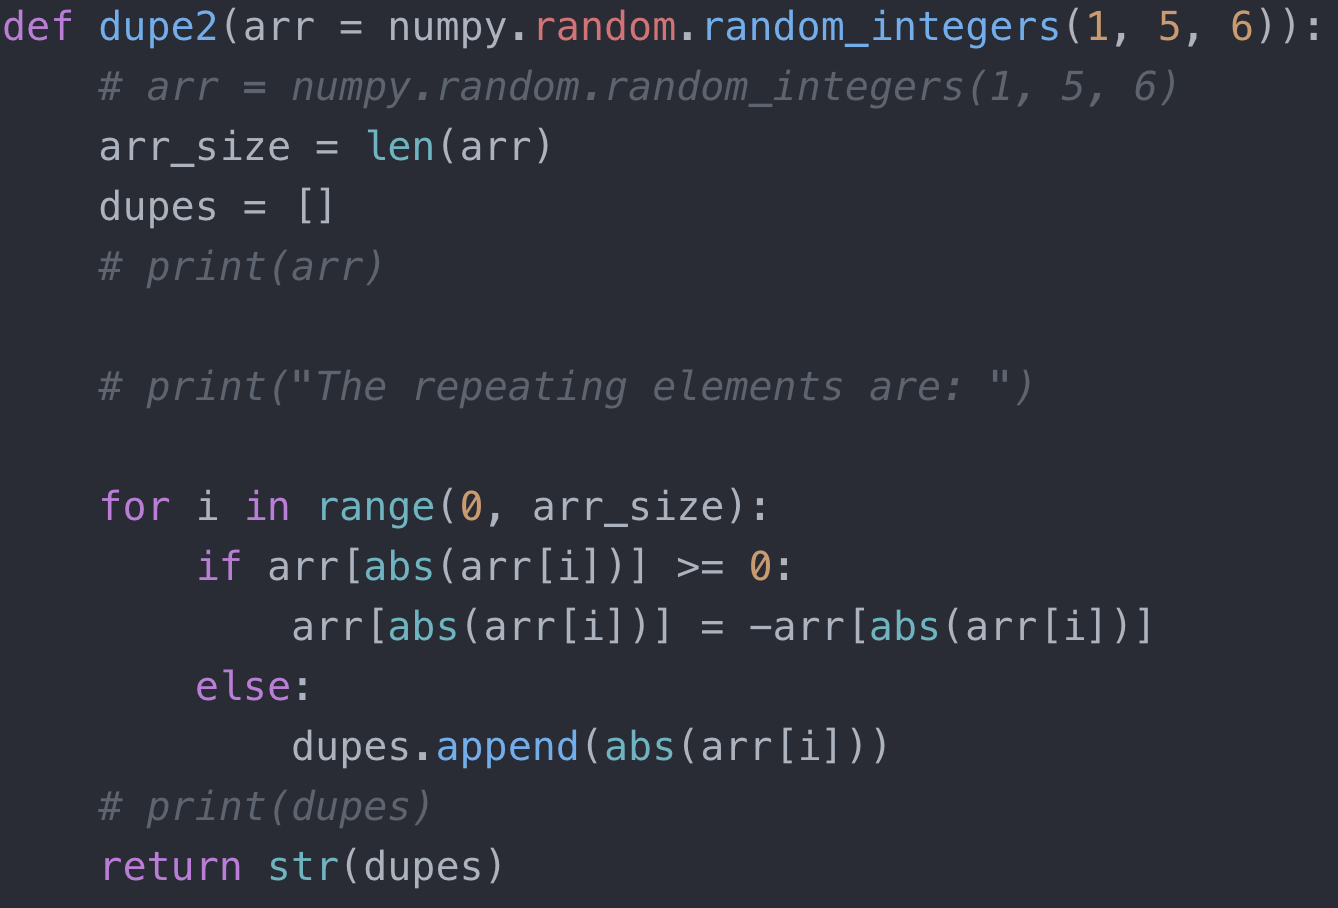 def dupe2(arr = numpy.random.random_integers(1, 5, 6)):
    # arr = numpy.random.random_integers(1, 5, 6)
    arr_size = len(arr)
    dupes = []
    # print(arr)

    # print("The repeating elements are: ")

    for i in range(0, arr_size):
        if arr[abs(arr[i])] >= 0:
            arr[abs(arr[i])] = -arr[abs(arr[i])]
        else:
            dupes.append(abs(arr[i]))
    # print(dupes)
    return str(dupes)